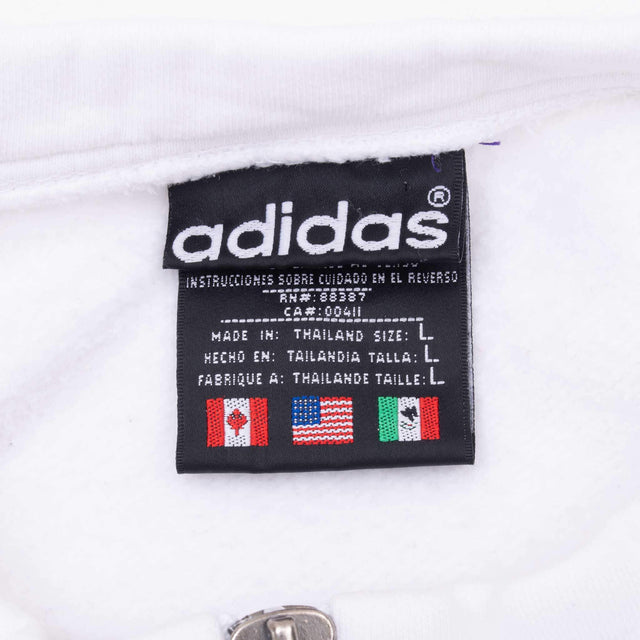 adidas®
INSTRUCCIONES SOBRE CUIDADO EN EL REVERSO
RN#: 88387
CA#: 00411
MADE IN: THAILAND SIZE: L
HECHO EN: TAILANDIA TALLA: L
FABRIQUE A: THAILANDE TAILLE: L